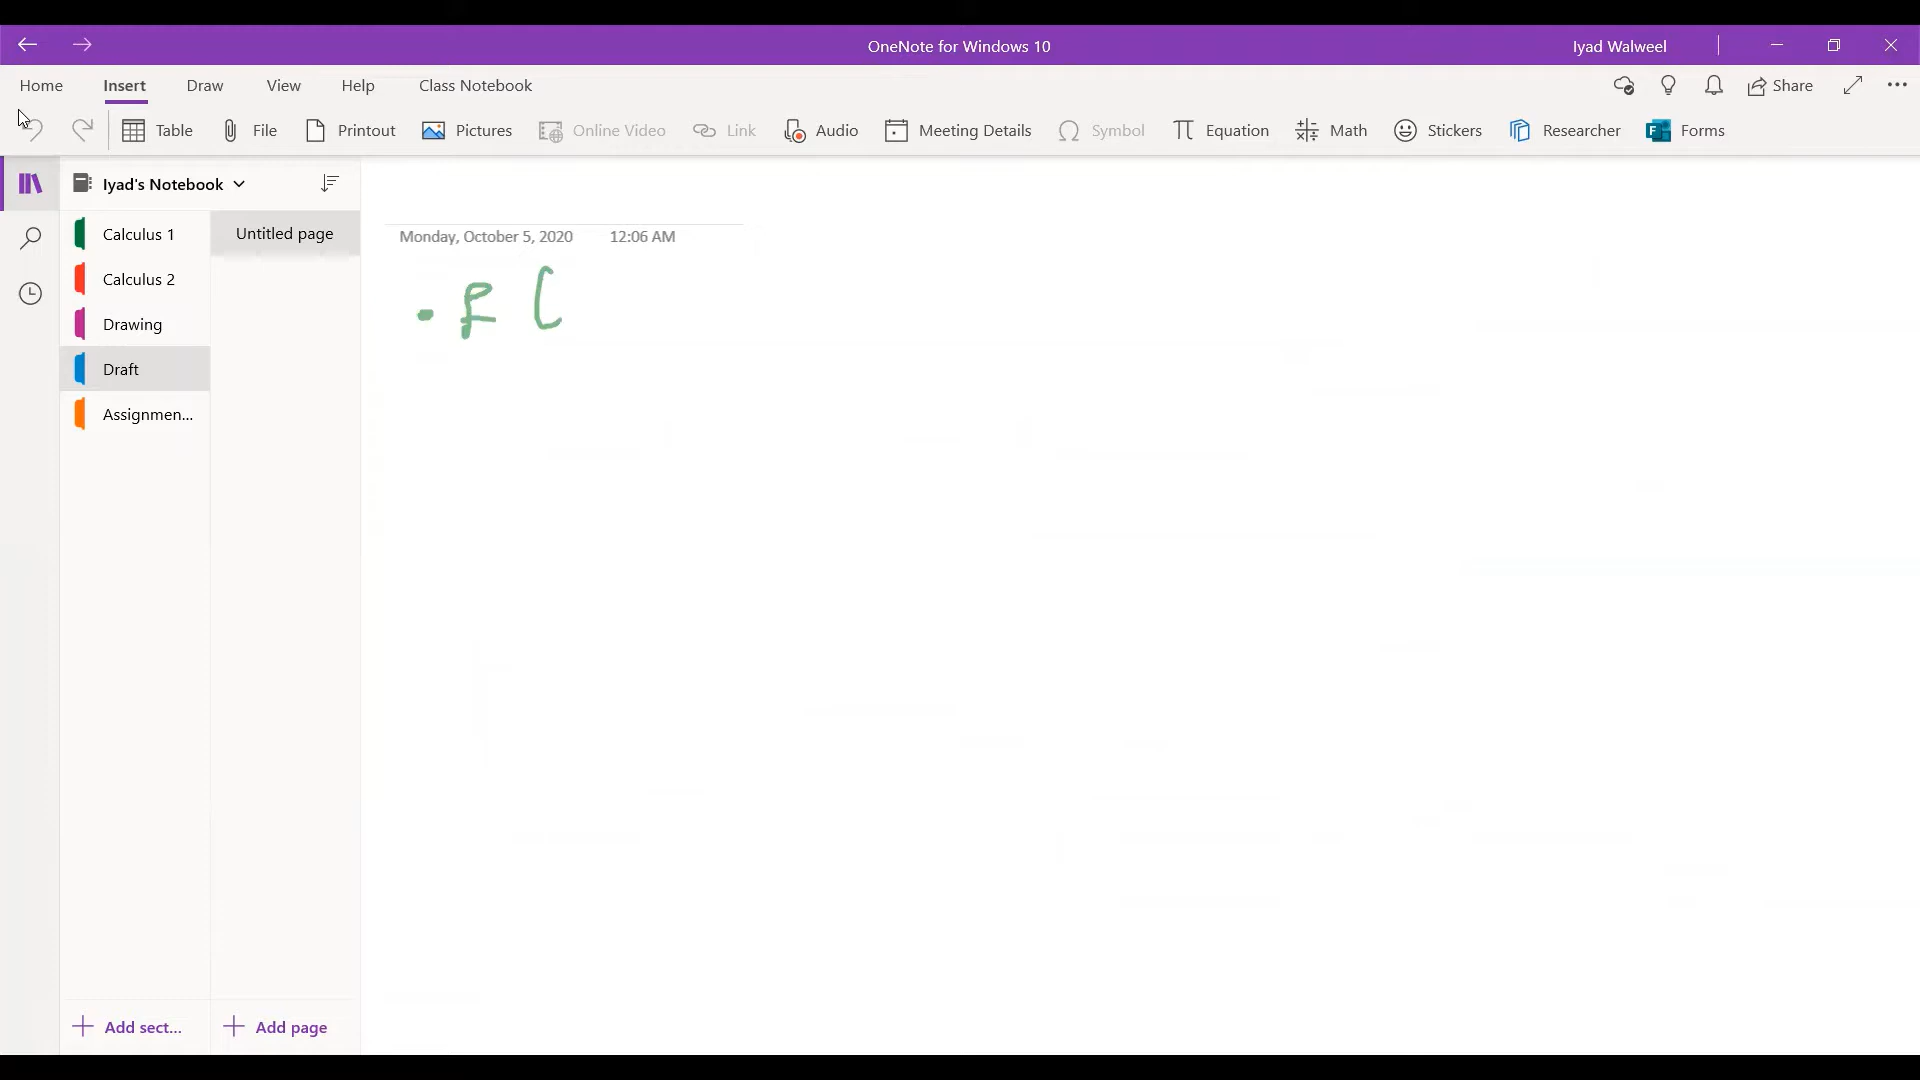 OneNote for Windows 10
Iyad Walweel
Home Insert Draw View Help Class Notebook
Share
Table File Printout Pictures Online Video Link Audio Meeting Details Symbol Equation Math Stickers Researcher Forms
Iyad's Notebook
Calculus 1
Untitled page
Monday, October 5, 2020 12:06 AM
Calculus 2
Drawing
Draft
Assignmen...
Add sect...
Add page